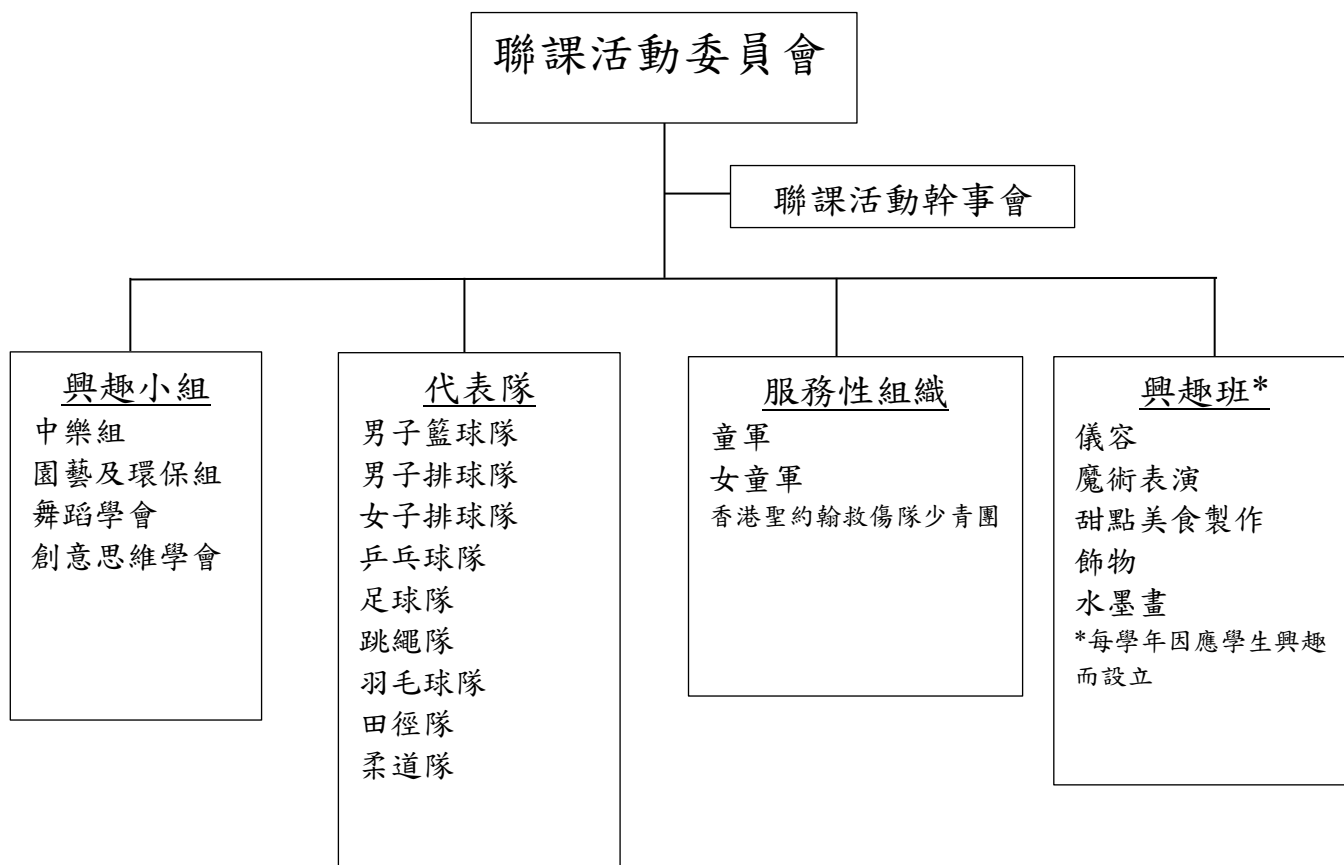 聯課活動委員會
聯課活動幹事會
興趣小組
中樂組
園藝及環保組
舞蹈學會
創意思維學會
代表隊
男子籃球隊
男子排球隊
女子排球隊
乒乓球隊
足球隊
跳繩隊
羽毛球隊
田徑隊
柔道隊
服務性組織
童軍
女童軍
香港聖約翰救傷隊少青團
興趣班*
儀容
魔術表演
甜點美食製作
飾物
水墨畫
*每學年因應學生興趣
而設立